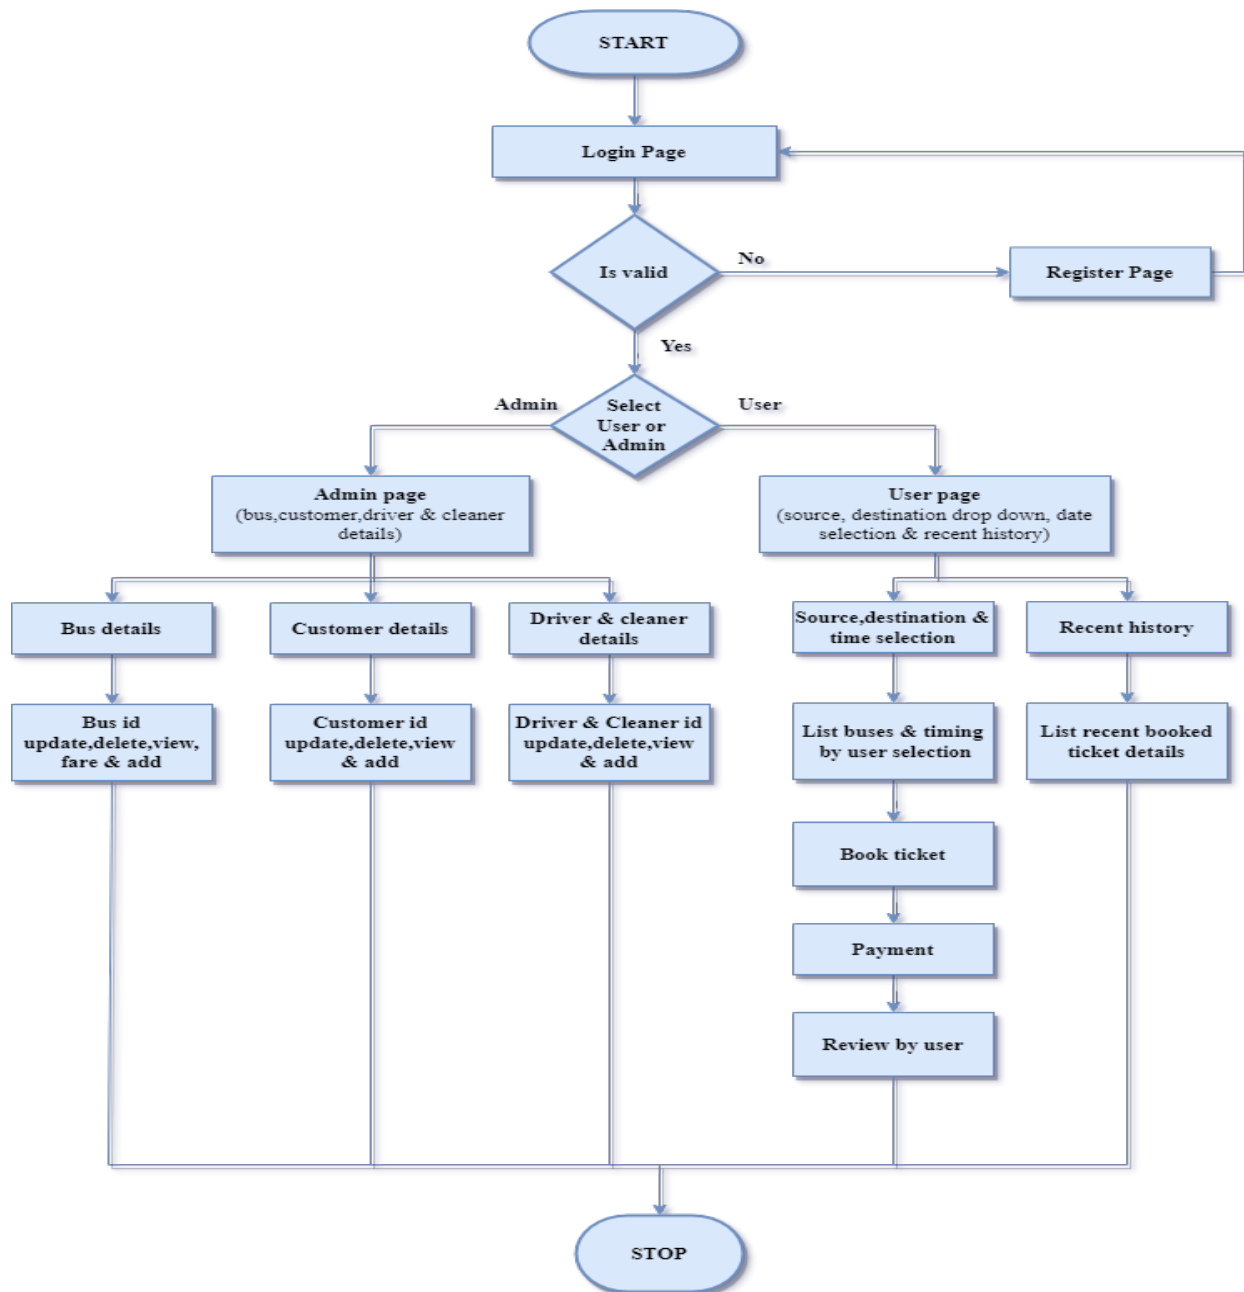 START
Login Page
Is valid
No
Register Page
Yes
Admin
Select
User or
Admin
User
Admin page
(bus,customer,driver & cleaner
details)
User page
(source, destination drop down, date
selection & recent history)
Bus details
Customer details
Driver & cleaner
details
Source,destination &
time selection
Recent history
Bus id
update,delete,view,
fare & add
Customer id
update,delete,view
& add
Driver & Cleaner id
update,delete,view
& add
List buses & timing
by user selection
List recent booked
ticket details
Book ticket
Payment
Review by user
STOP